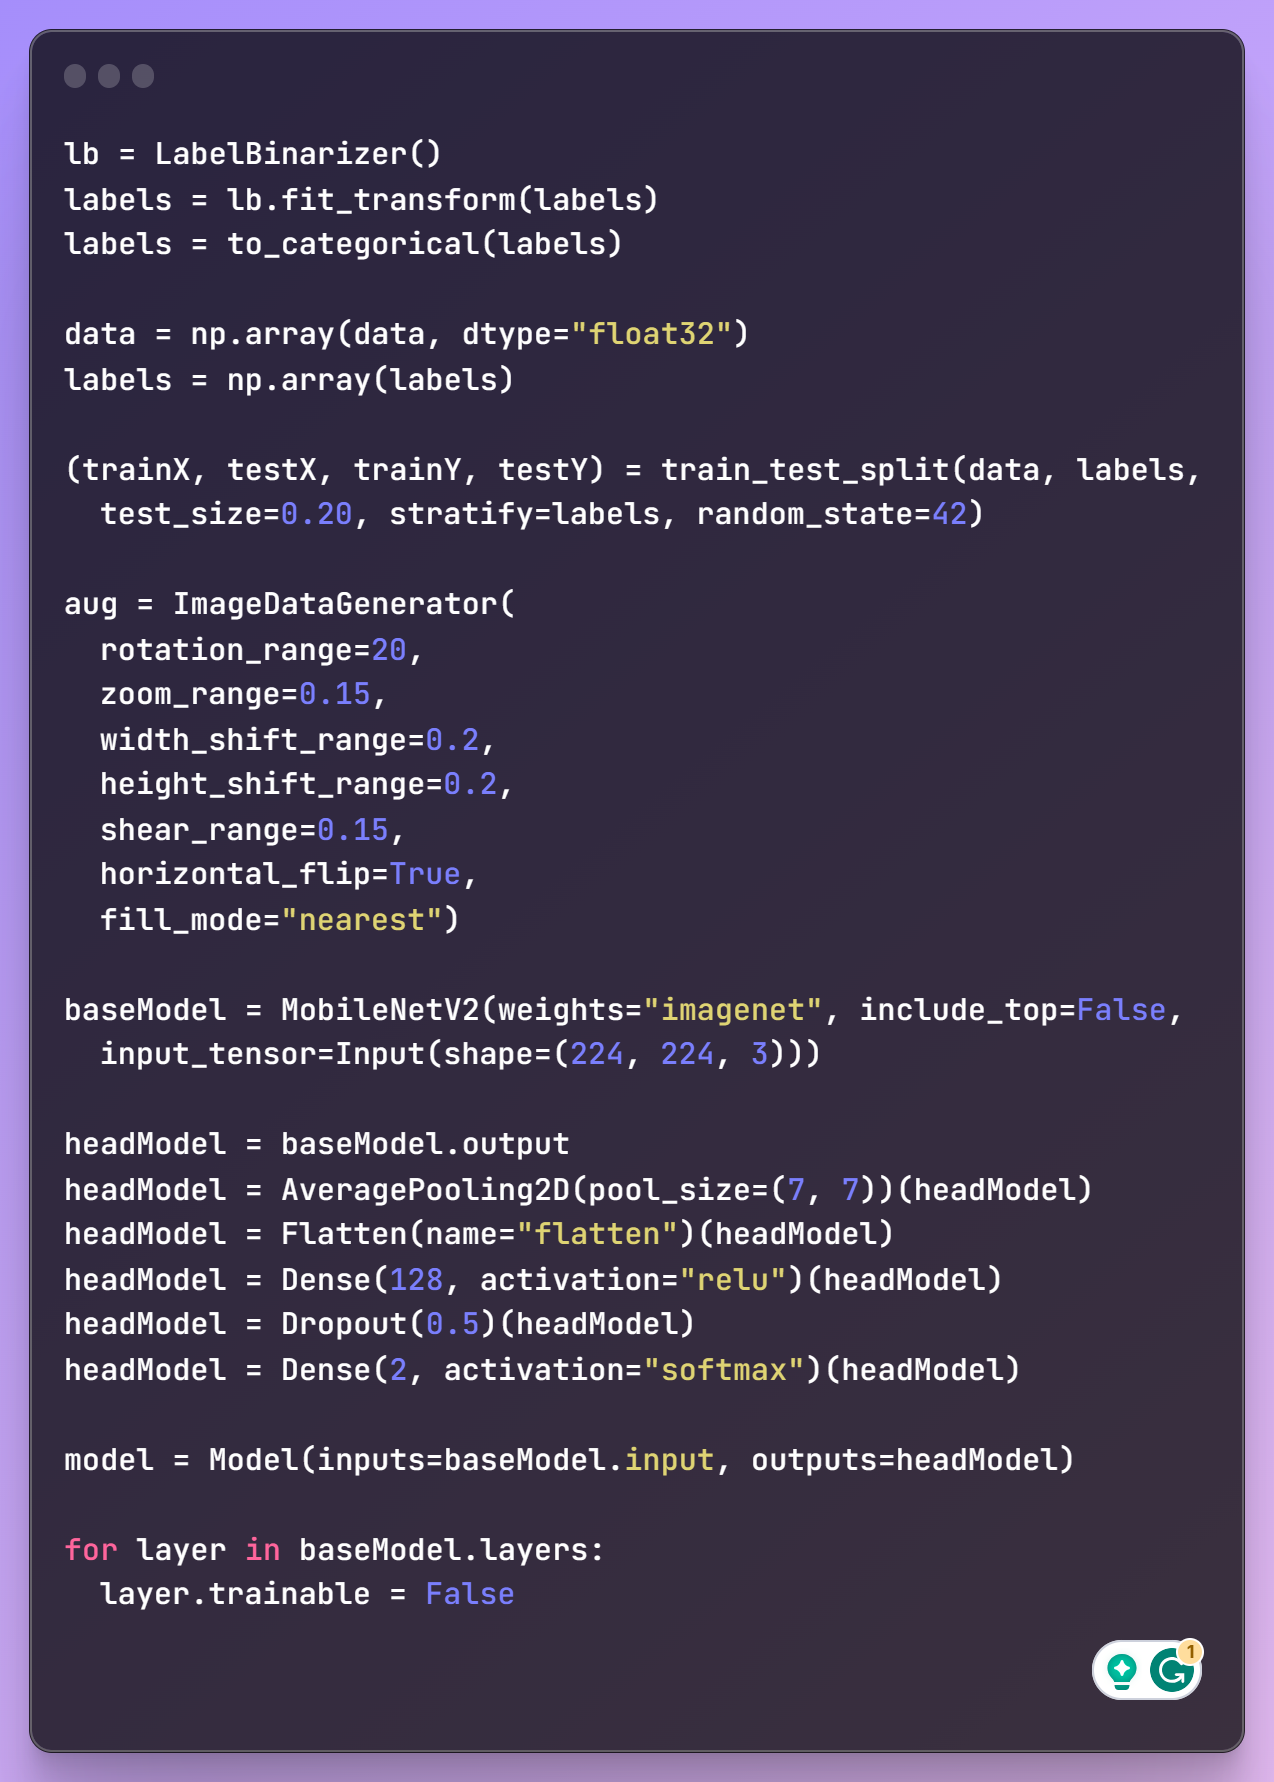 lb = LabelBinarizer()
labels = lb.fit_transform(labels)
labels = to_categorical(labels)

data = np.array(data, dtype="float32")
labels = np.array(labels)

(trainX, testX, trainY, testY) = train_test_split(data, labels,
  test_size=0.20, stratify=labels, random_state=42)

aug = ImageDataGenerator(
  rotation_range=20,
  zoom_range=0.15,
  width_shift_range=0.2,
  height_shift_range=0.2,
  shear_range=0.15,
  horizontal_flip=True,
  fill_mode="nearest")

baseModel = MobileNetV2(weights="imagenet", include_top=False,
  input_tensor=Input(shape=(224, 224, 3)))

headModel = baseModel.output
headModel = AveragePooling2D(pool_size=(7, 7))(headModel)
headModel = Flatten(name="flatten")(headModel)
headModel = Dense(128, activation="relu")(headModel)
headModel = Dropout(0.5)(headModel)
headModel = Dense(2, activation="softmax")(headModel)

model = Model(inputs=baseModel.input, outputs=headModel)

for layer in baseModel.layers:
  layer.trainable = False
1